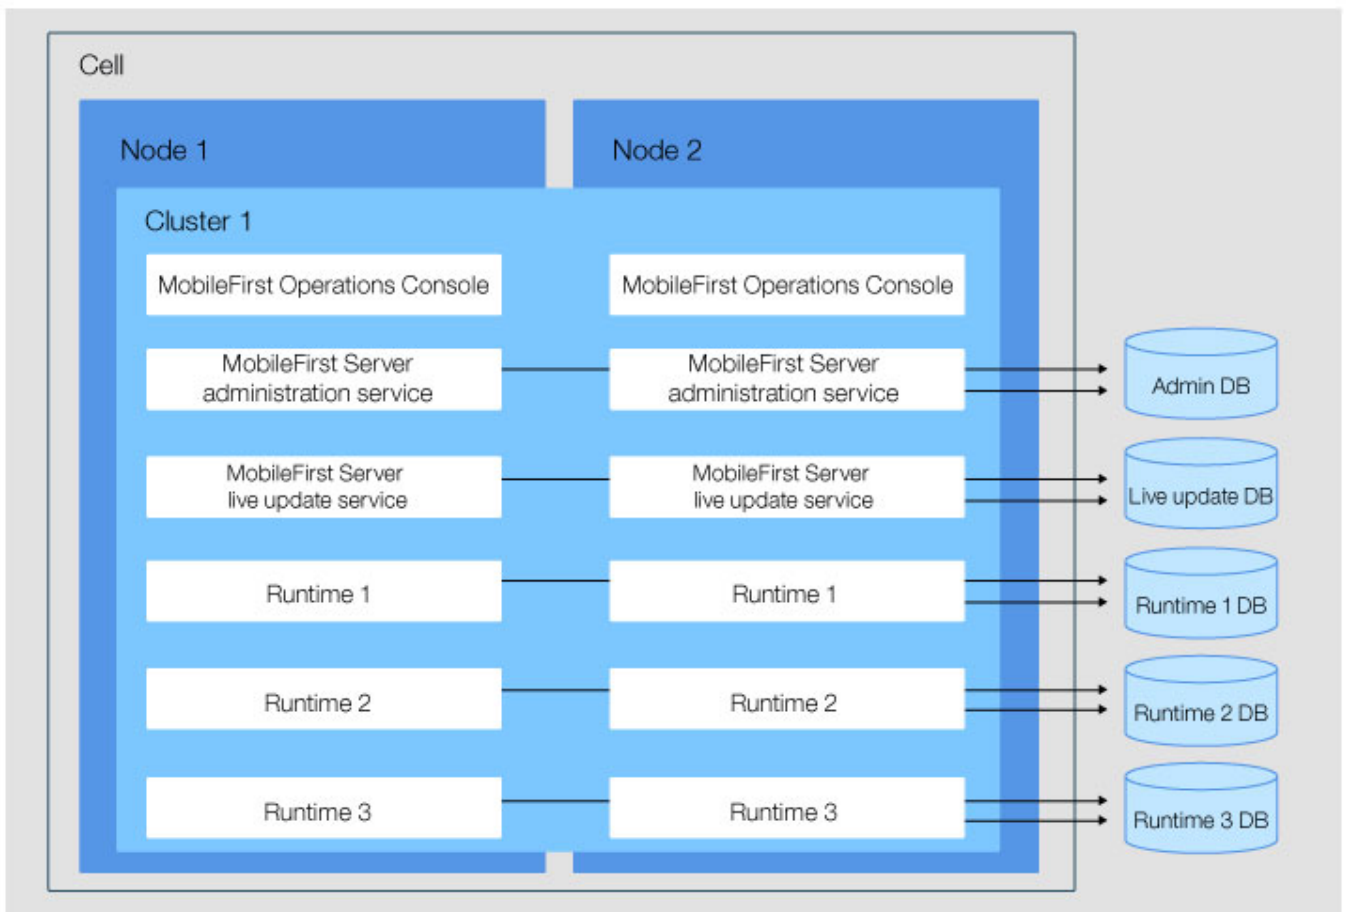 Cell
Node 1
Node 2
Cluster 1
MobileFirst Operations Console
MobileFirst Operations Console
MobileFirst Server
administration service
MobileFirst Server
administration service
Admin DB
MobileFirst Server
live update service
MobileFirst Server
live update service
Live update DB
Runtime 1
Runtime 1
Runtime 1 DB
Runtime 2
Runtime 2
Runtime 2 DB
Runtime 3
Runtime 3
Runtime 3 DB